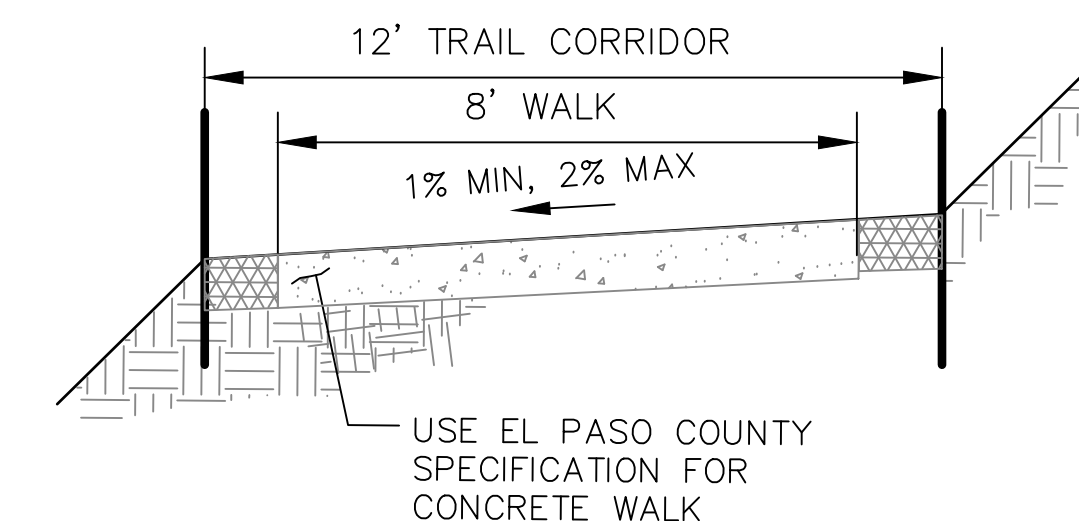 12' TRAIL CORRIDOR
8' WALK
1% MIN, 2% MAX
USE EL PASO COUNTY
SPECIFICATION FOR
CONCRETE WALK